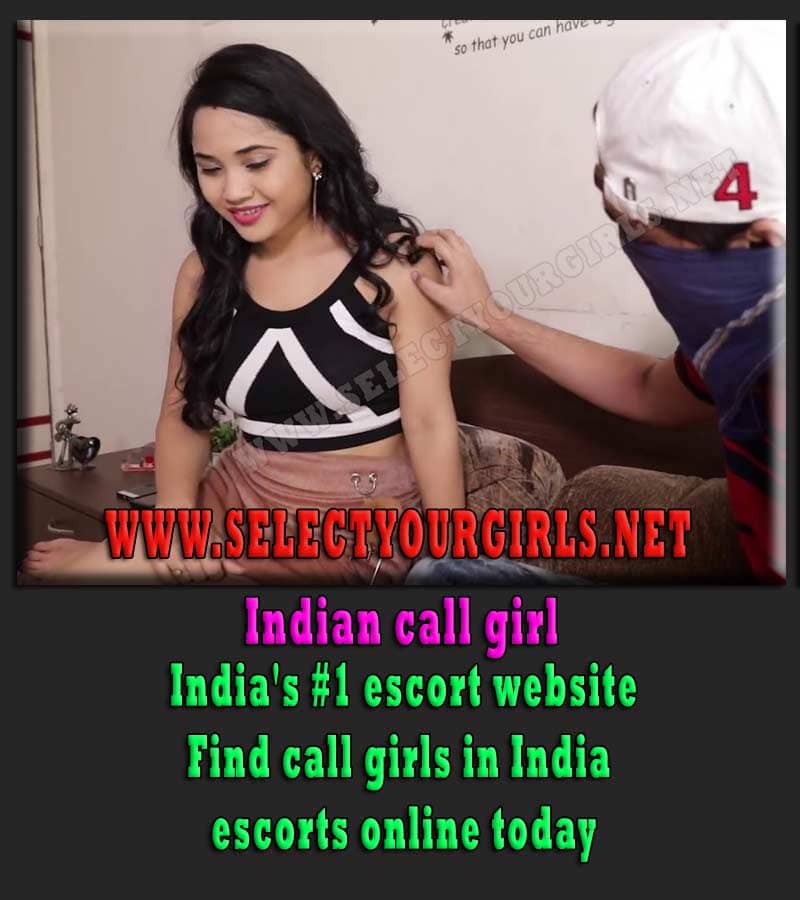 so that you can have a
4
WWW.SELECTYOURGIRLS.NET
WWW.SELECTYOURGIRLS.NET
Indian call girl
India's #1 escort website
Find call girls in India
escorts online today